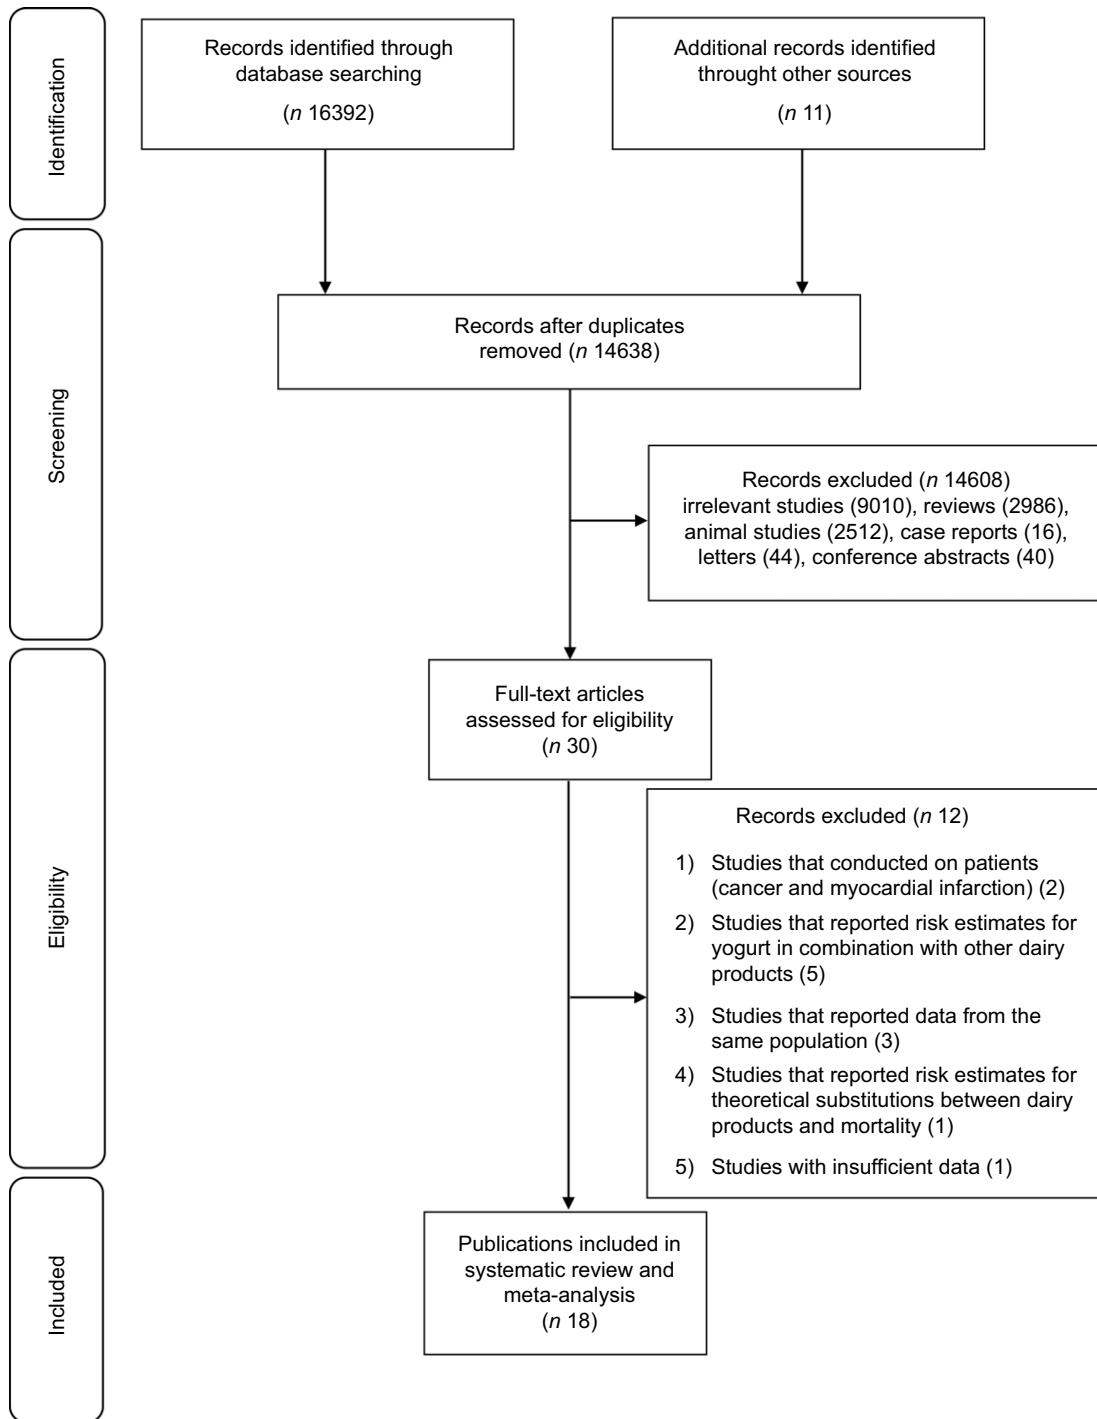 Identification
Records identified through
database searching
(n 16392)
Additional records identified
throught other sources
(n 11)
Screening
Records after duplicates
removed (n 14638)
Records excluded (n 14608)
irrelevant studies (9010), reviews (2986),
animal studies (2512), case reports (16),
letters (44), conference abstracts (40)
Eligibility
Full-text articles
assessed for eligibility
(n 30)
Records excluded (n 12)
1) Studies that conducted on patients
(cancer and myocardial infarction) (2)
2) Studies that reported risk estimates for
yogurt in combination with other dairy
products (5)
3) Studies that reported data from the
same population (3)
4) Studies that reported risk estimates for
theoretical substitutions between dairy
products and mortality (1)
5) Studies with insufficient data (1)
Included
Publications included in
systematic review and
meta-analysis
(n 18)